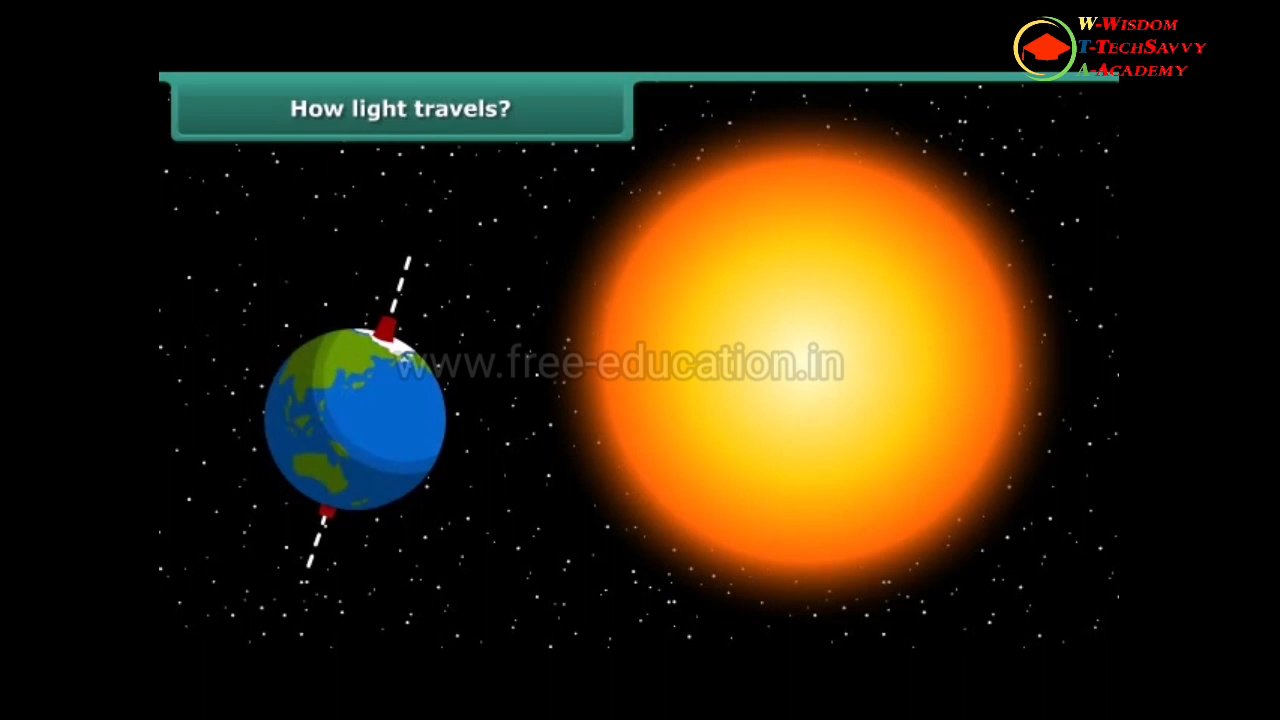 W-Wisdom
T-TechSavvy
A-Academy
How light travels?
www.free-education.in